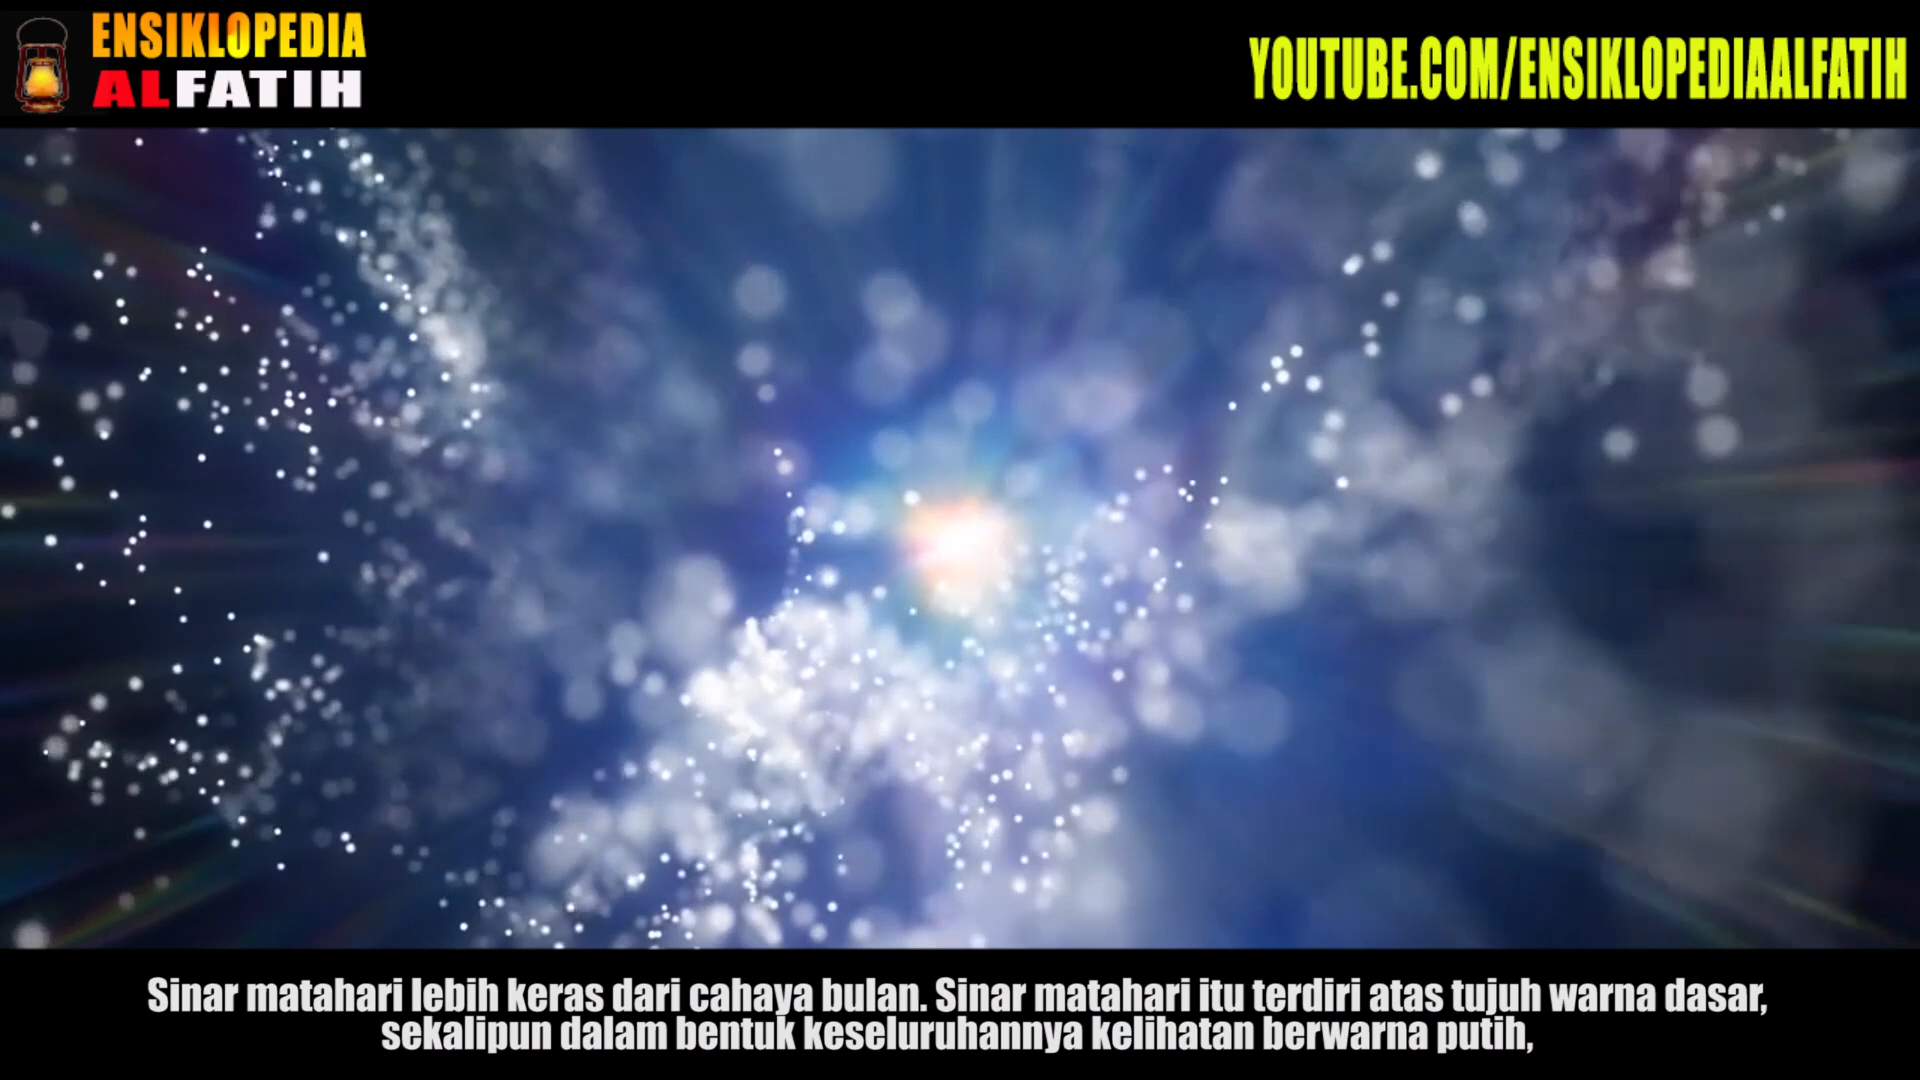 ENSIKLOPEDIA
ALFATIH
YOUTUBE.COM/ENSIKLOPEDIAALFATIH
Sinar matahari lebih keras dari cahaya bulan. Sinar matahari itu terdiri atas tujuh warna dasar,
sekalipun dalam bentuk keseluruhannya kelihatan berwarna putih,